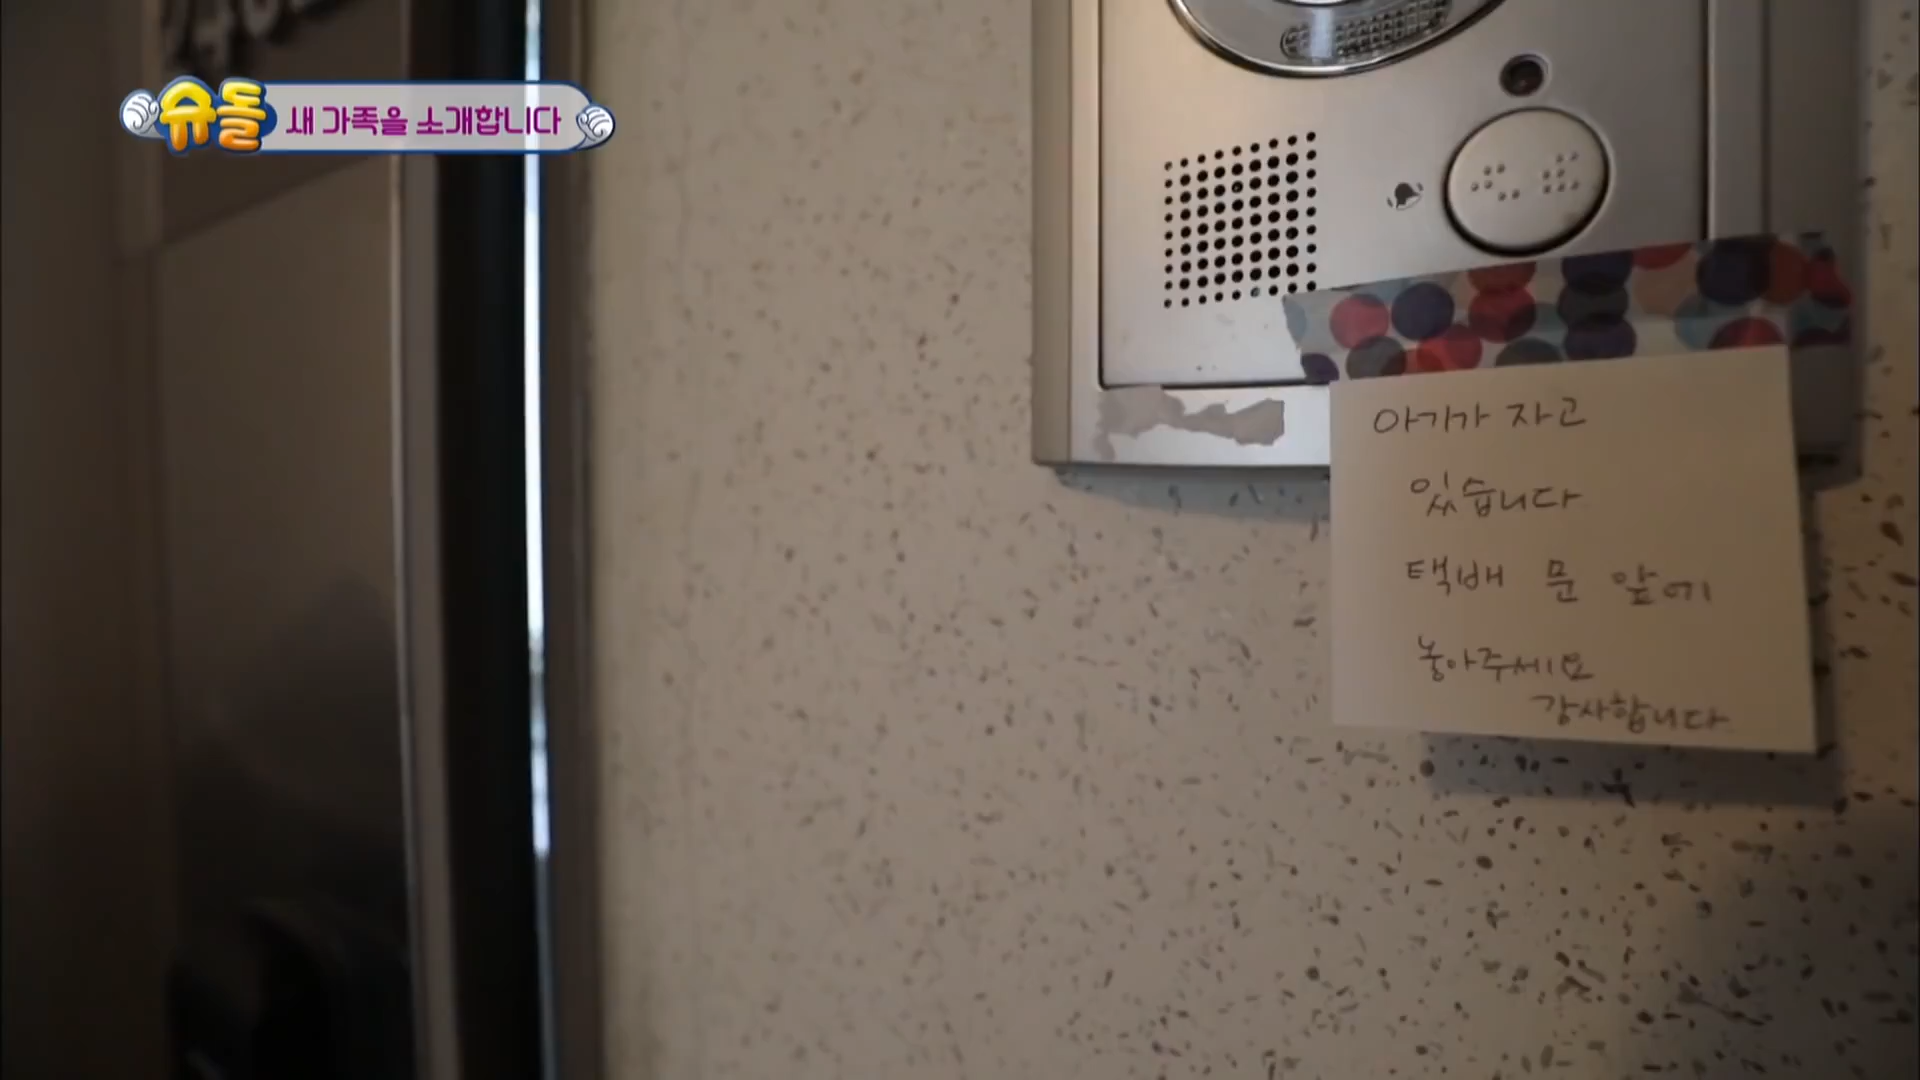 슈돌 새 가족을 소개합니다
아기가 자고
있습니다
택배 문 앞에
놓아주세요
감사합니다